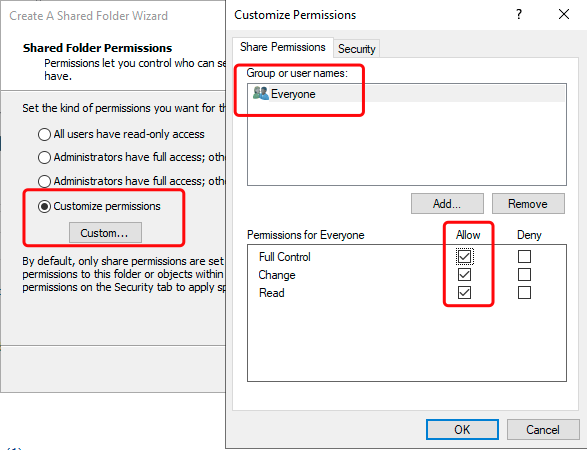 Create A Shared Folder Wizard
Shared Folder Permissions
Permissions let you control who can se
have.
Set the kind of permissions you want for th
All users have read-only access
Administrators have full access; othe
Administrators have full access; othe
Customize permissions
Custom...
By default, only share permissions are set
permissions to this folder or objects within
permissions on the Security tab to apply sp
Customize Permissions
Share Permissions
Security
Group or user names:
Everyone
Add...
Remove
Permissions for Everyone
Allow
Deny
Full Control
Change
Read
OK
Cancel